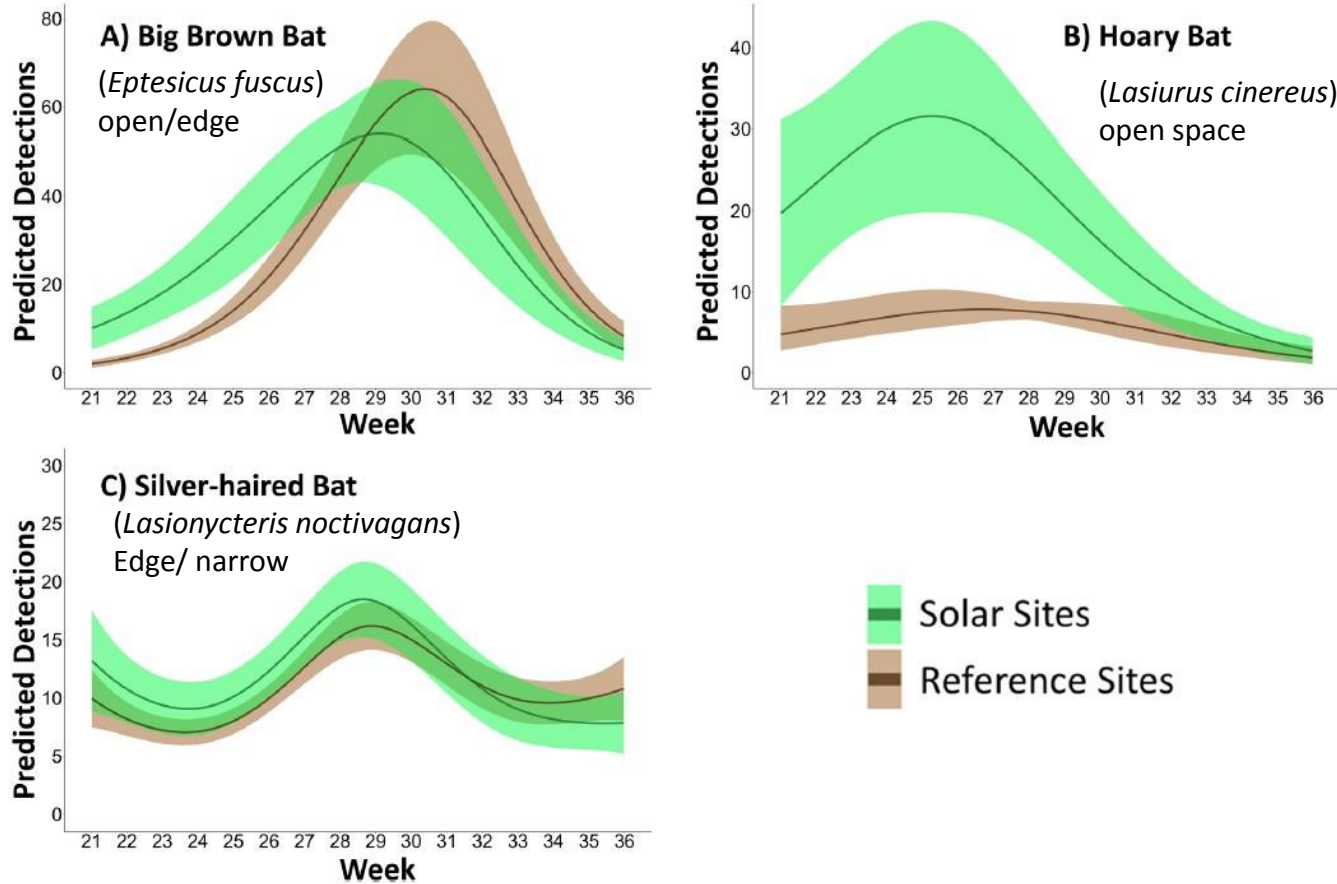 A) Big Brown Bat
(Eptesicus fuscus)
open/edge
Predicted Detections
80
60
40
20
0
21 22 23 24 25 26 27 28 29 30 31 32 33 34 35 36
Week
B) Hoary Bat
(Lasiurus cinereus)
open space
Predicted Detections
40
30
20
10
0
21 22 23 24 25 26 27 28 29 30 31 32 33 34 35 36
Week
C) Silver-haired Bat
(Lasionycteris noctivagans)
Edge/ narrow
Predicted Detections
30
25
20
15
10
5
0
21 22 23 24 25 26 27 28 29 30 31 32 33 34 35 36
Week
Solar Sites
Reference Sites